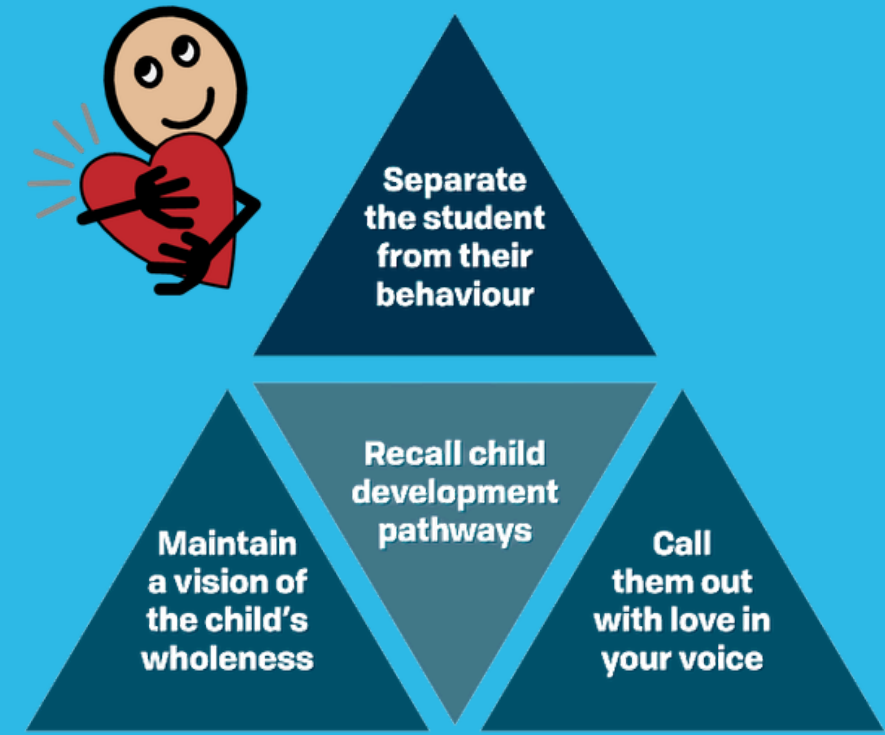 Separate
the student
from their
behaviour
Recall child
development
pathways
Maintain
a vision of
the child's
wholeness
Call
them out
with love in
your voice